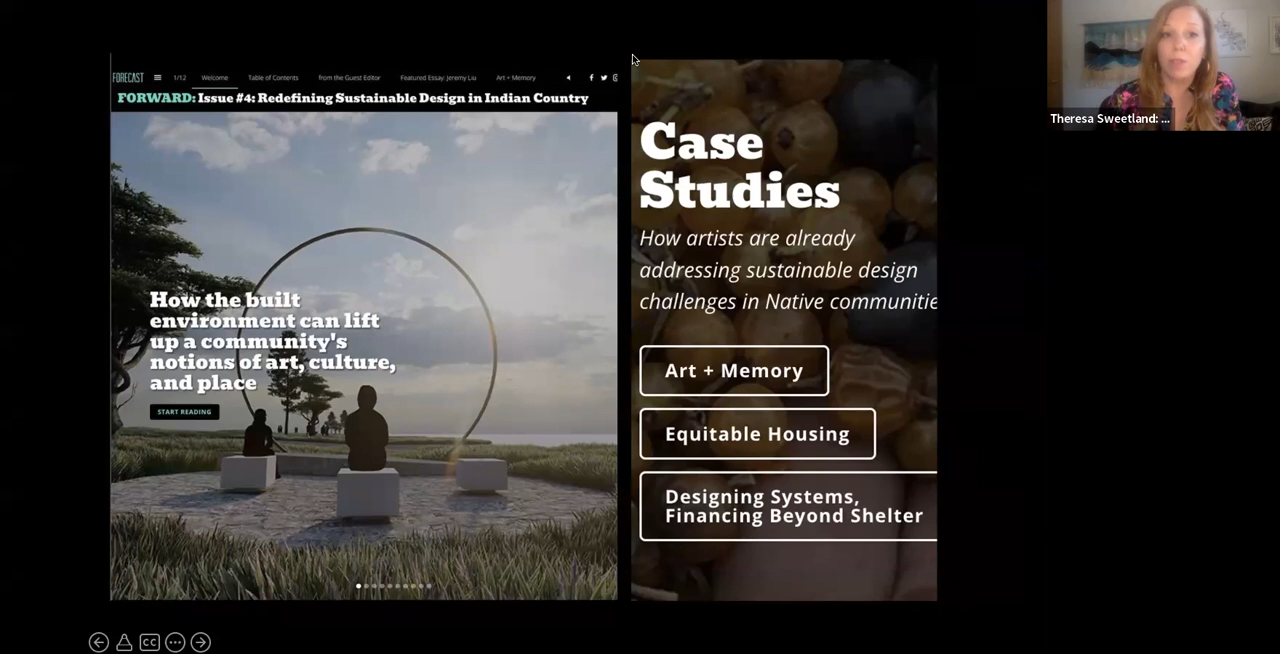 FORECAST
1/12 Welcome Table of Contents from the Guest Editor Featured Essay: Jeremy Liu Art + Memory
FORWARD: Issue #4: Redefining Sustainable Design in Indian Country
How the built
environment can lift
up a community's
notions of art, culture,
and place
START READING
Case
Studies
How artists are already
addressing sustainable design
challenges in Native communitie
Art + Memory
Equitable Housing
Designing Systems,
Financing Beyond Shelter
Theresa Sweetland: ...
CC